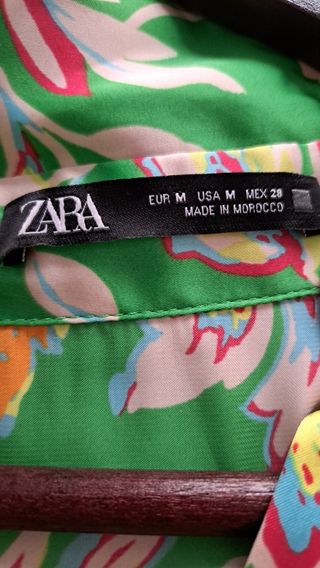 ZARA
EUR M USA M MEX 28
MADE IN MOROCCO